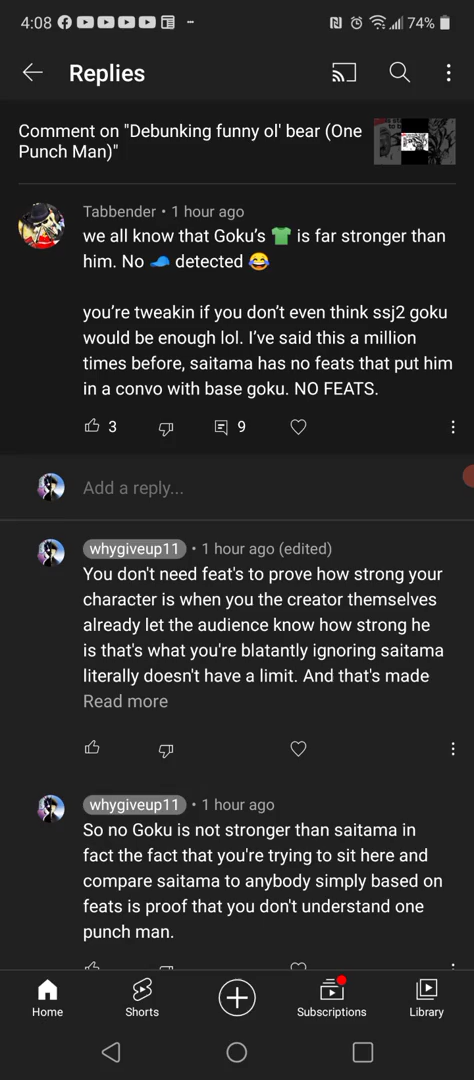 4:08 74%
Replies
Comment on "Debunking funny ol' bear (One
Punch Man)"
Tabbender • 1 hour ago
we all know that Goku's 👕 is far stronger than
him. No 🧢 detected 😂
you're tweakin if you don't even think ssj2 goku
would be enough lol. I've said this a million
times before, saitama has no feats that put him
in a convo with base goku. NO FEATS.
3 9
Add a reply...
whygiveup11 • 1 hour ago (edited)
You don't need feat's to prove how strong your
character is when you the creator themselves
already let the audience know how strong he
is that's what you're blatantly ignoring saitama
literally doesn't have a limit. And that's made
Read more
whygiveup11 • 1 hour ago
So no Goku is not stronger than saitama in
fact the fact that you're trying to sit here and
compare saitama to anybody simply based on
feats is proof that you don't understand one
punch man.
Home Shorts Subscriptions Library